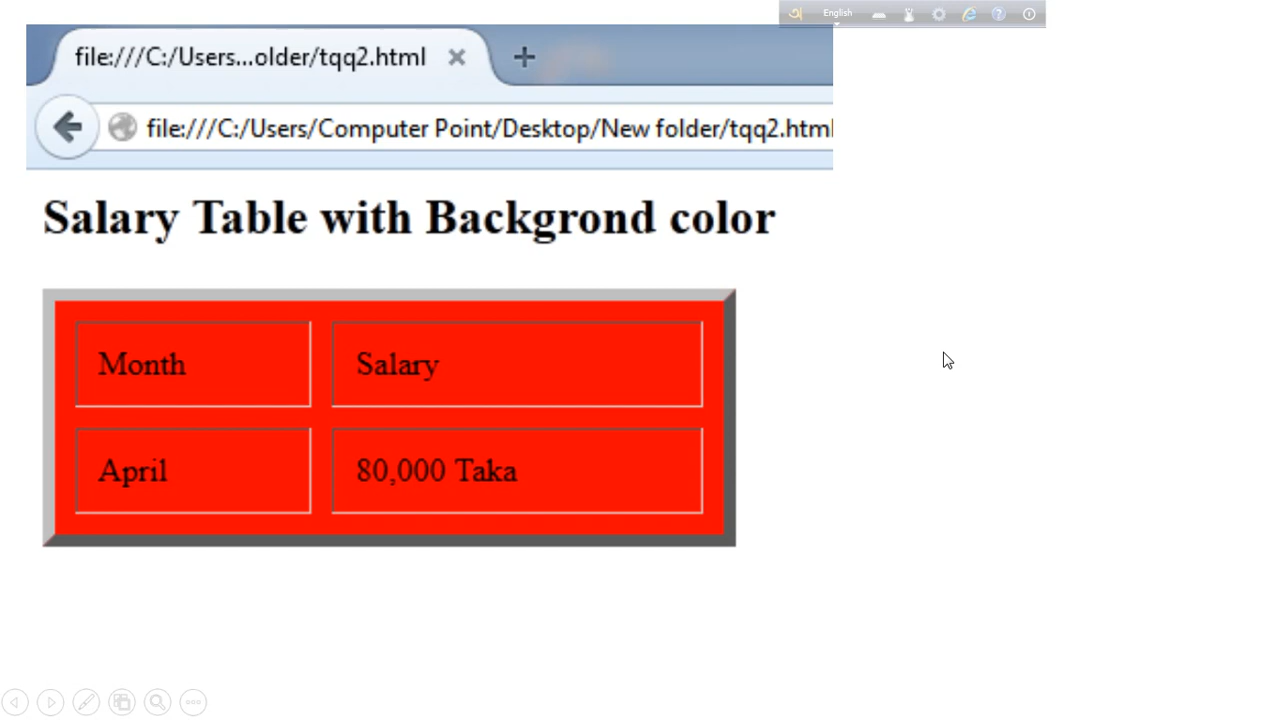 অ English
file:///C:/Users...older/tqq2.html
file:///C:/Users/Computer Point/Desktop/New folder/tqq2.html
Salary Table with Backgrond color
Month Salary
April 80,000 Taka